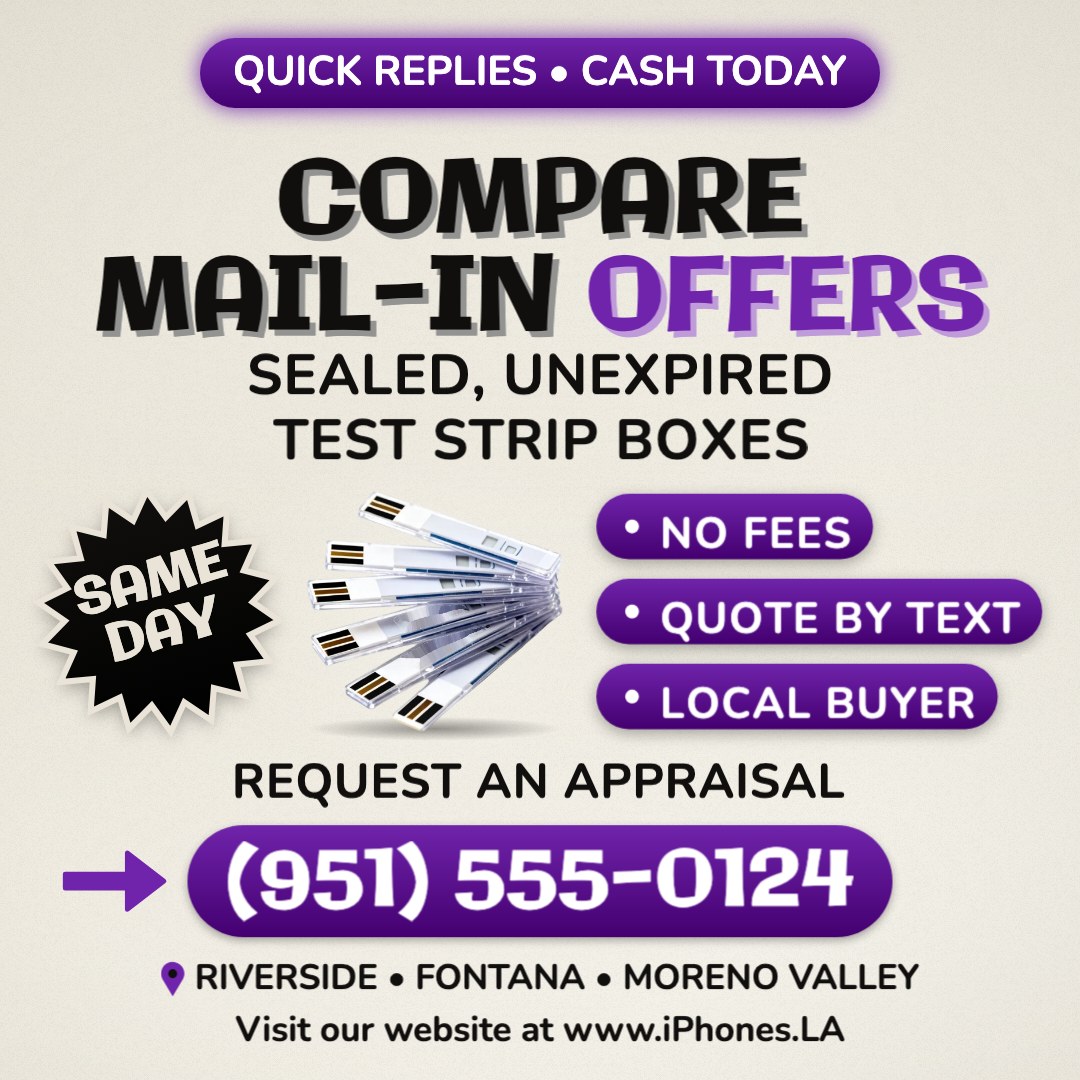 QUICK REPLIES • CASH TODAY
COMPARE
MAIL-IN OFFERS
SEALED, UNEXPIRED
TEST STRIP BOXES
SAME
DAY
• NO FEES
• QUOTE BY TEXT
• LOCAL BUYER
REQUEST AN APPRAISAL
(951) 555-0124
RIVERSIDE • FONTANA • MORENO VALLEY
Visit our website at www.iPhones.LA